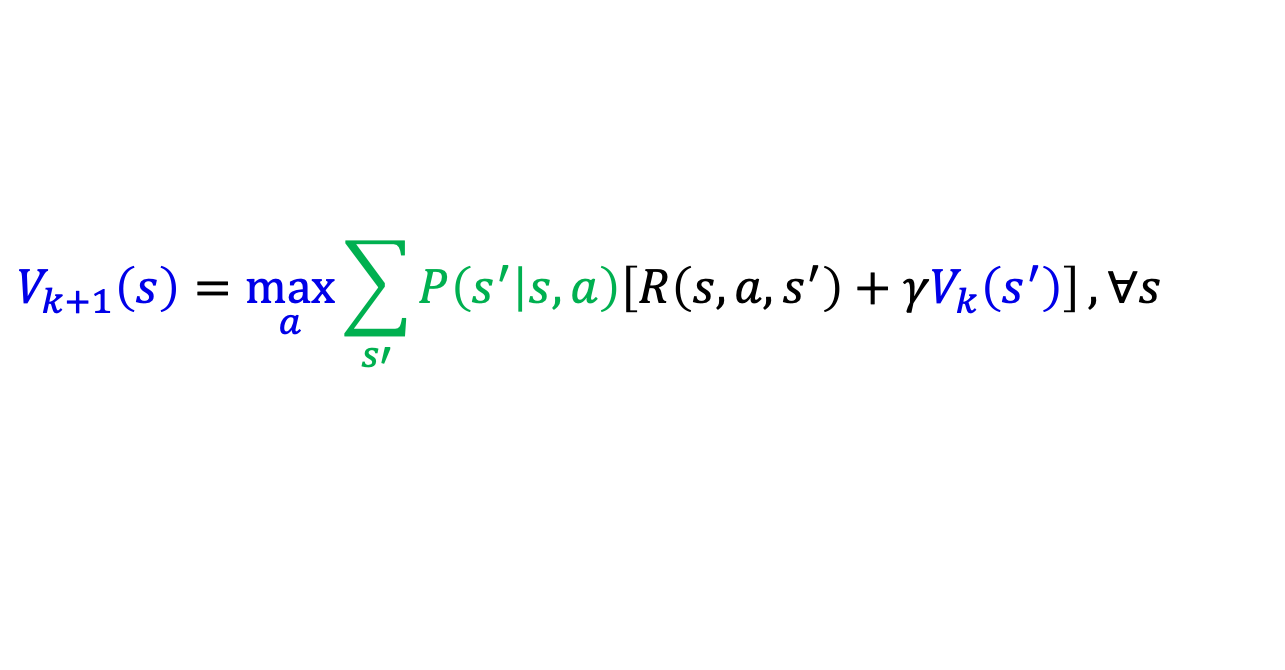 V_{k+1}(s) = max_a ∑_{s′} P(s′|s, a)[R(s, a, s′) + γV_k(s′)] , ∀s